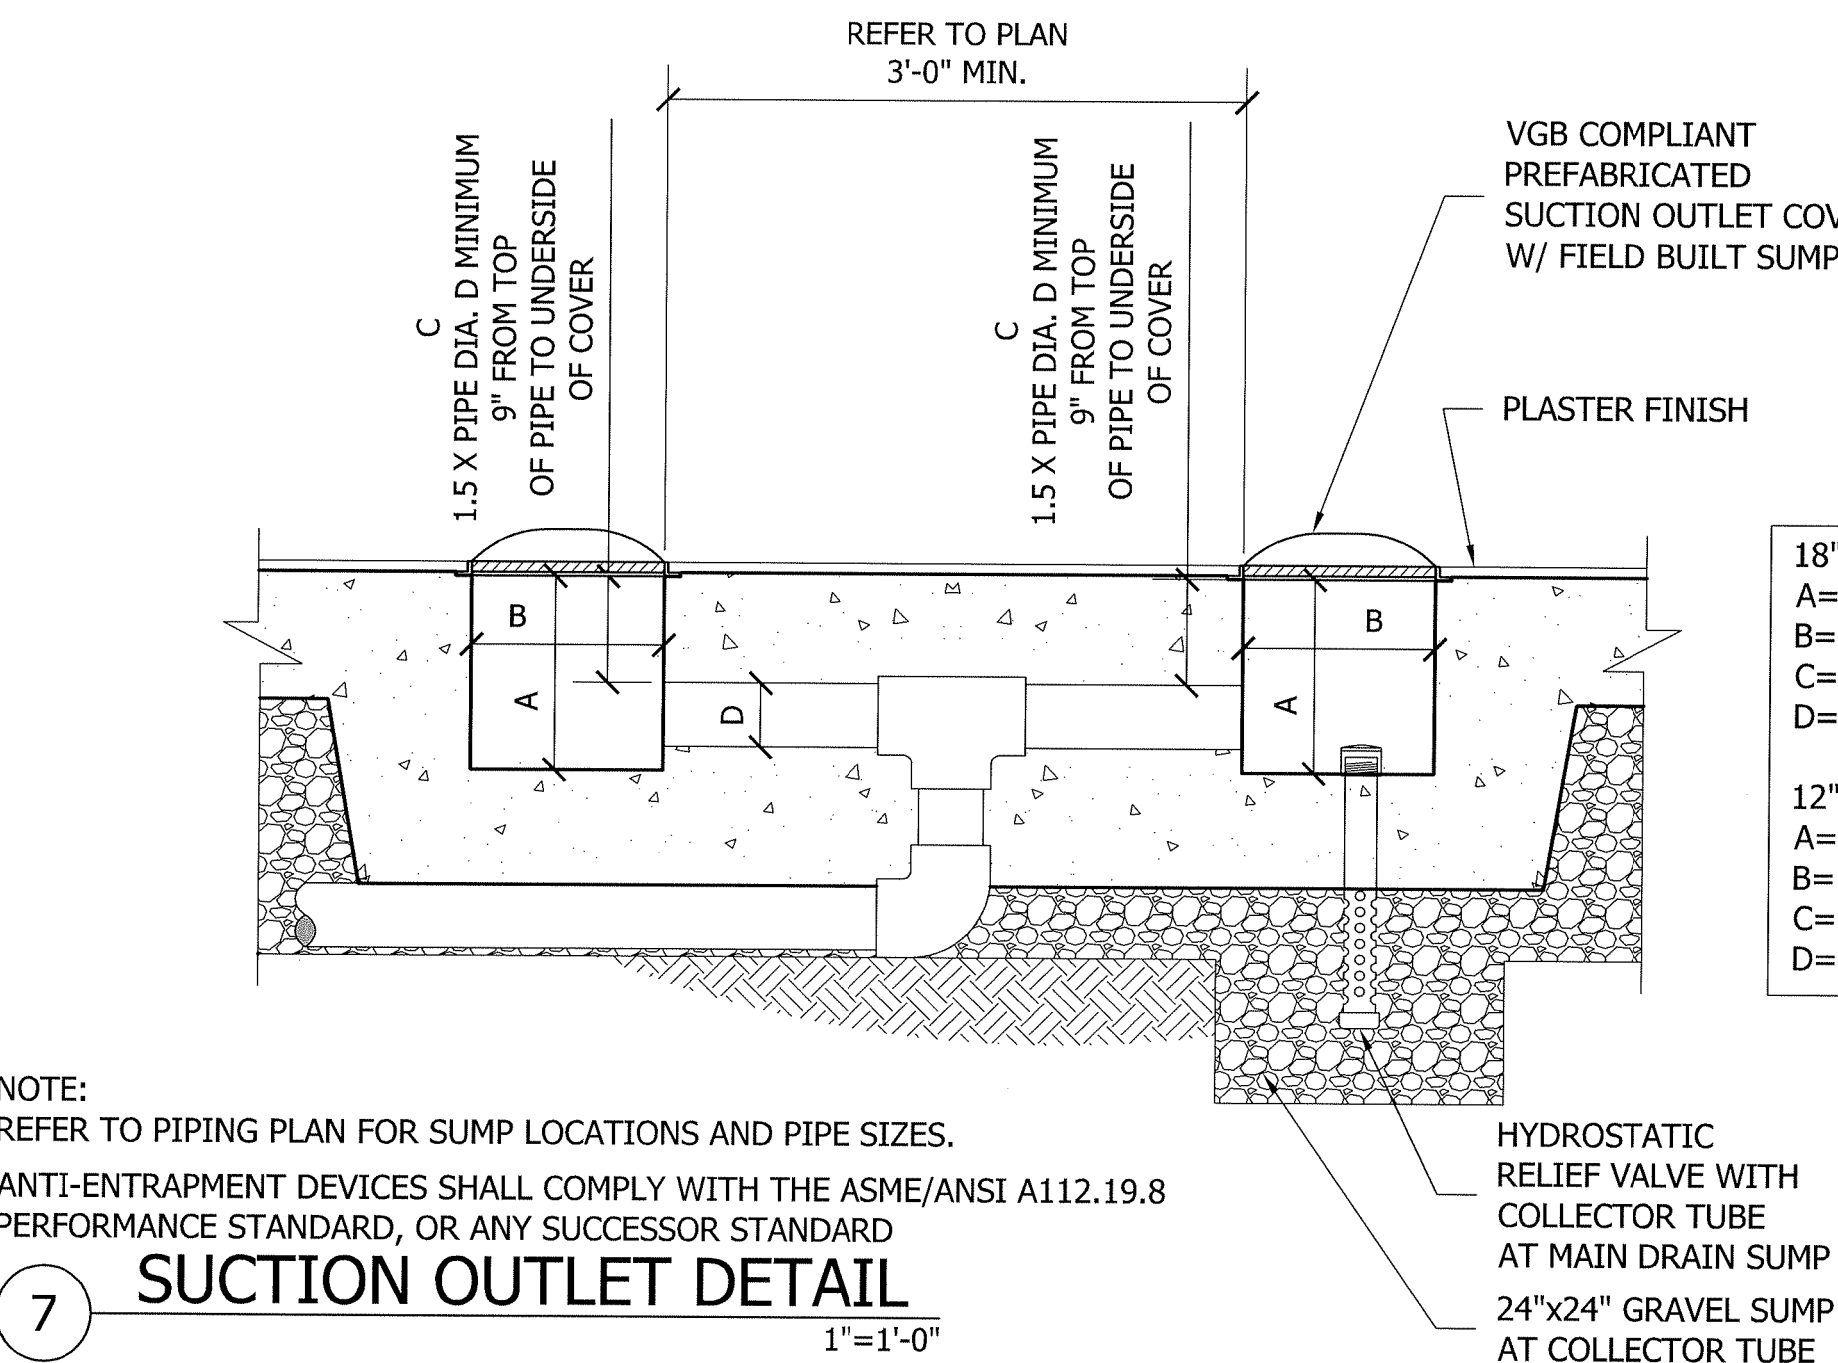 REFER TO PLAN
3'-0" MIN.
C
1.5 X PIPE DIA. D MINIMUM
9" FROM TOP
OF PIPE TO UNDERSIDE
OF COVER
C
1.5 X PIPE DIA. D MINIMUM
9" FROM TOP
OF PIPE TO UNDERSIDE
OF COVER
VGB COMPLIANT
PREFABRICATED
SUCTION OUTLET COV
W/ FIELD BUILT SUMP
PLASTER FINISH
B
A
D
B
A
18"
A=
B=
C=
D=
12"
A=
B=
C=
D=
NOTE:
REFER TO PIPING PLAN FOR SUMP LOCATIONS AND PIPE SIZES.
ANTI-ENTRAPMENT DEVICES SHALL COMPLY WITH THE ASME/ANSI A112.19.8
PERFORMANCE STANDARD, OR ANY SUCCESSOR STANDARD
7
SUCTION OUTLET DETAIL
1"=1'-0"
HYDROSTATIC
RELIEF VALVE WITH
COLLECTOR TUBE
AT MAIN DRAIN SUMP
24"x24" GRAVEL SUMP
AT COLLECTOR TUBE